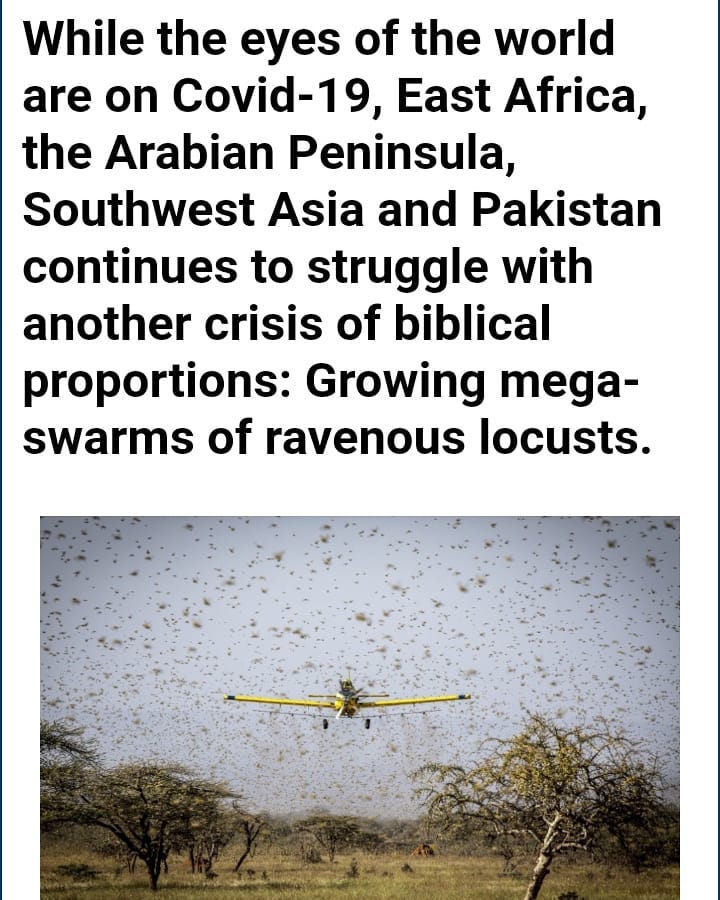 While the eyes of the world
are on Covid-19, East Africa,
the Arabian Peninsula,
Southwest Asia and Pakistan
continues to struggle with
another crisis of biblical
proportions: Growing mega-
swarms of ravenous locusts.